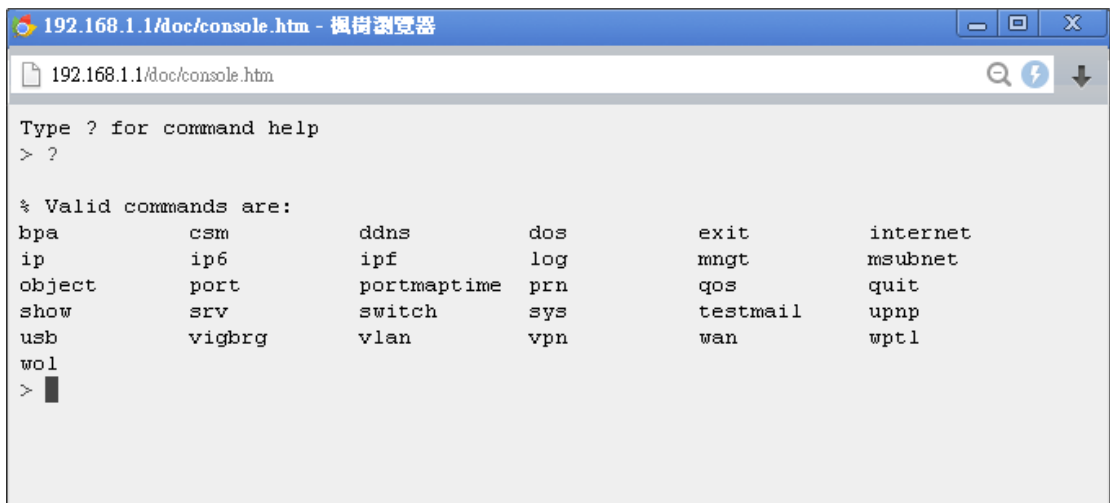 192.168.1.1/doc/console.htm - 楓樹瀏覽器
192.168.1.1/doc/console.htm
Type ? for command help
> ?
% Valid commands are:
bpa csm ddns dos exit internet
ip ip6 ipf log mngt msubnet
object port portmaptime prn qos quit
show srv switch sys testmail upnp
usb vigbrg vlan vpn wan wptl
wol
>